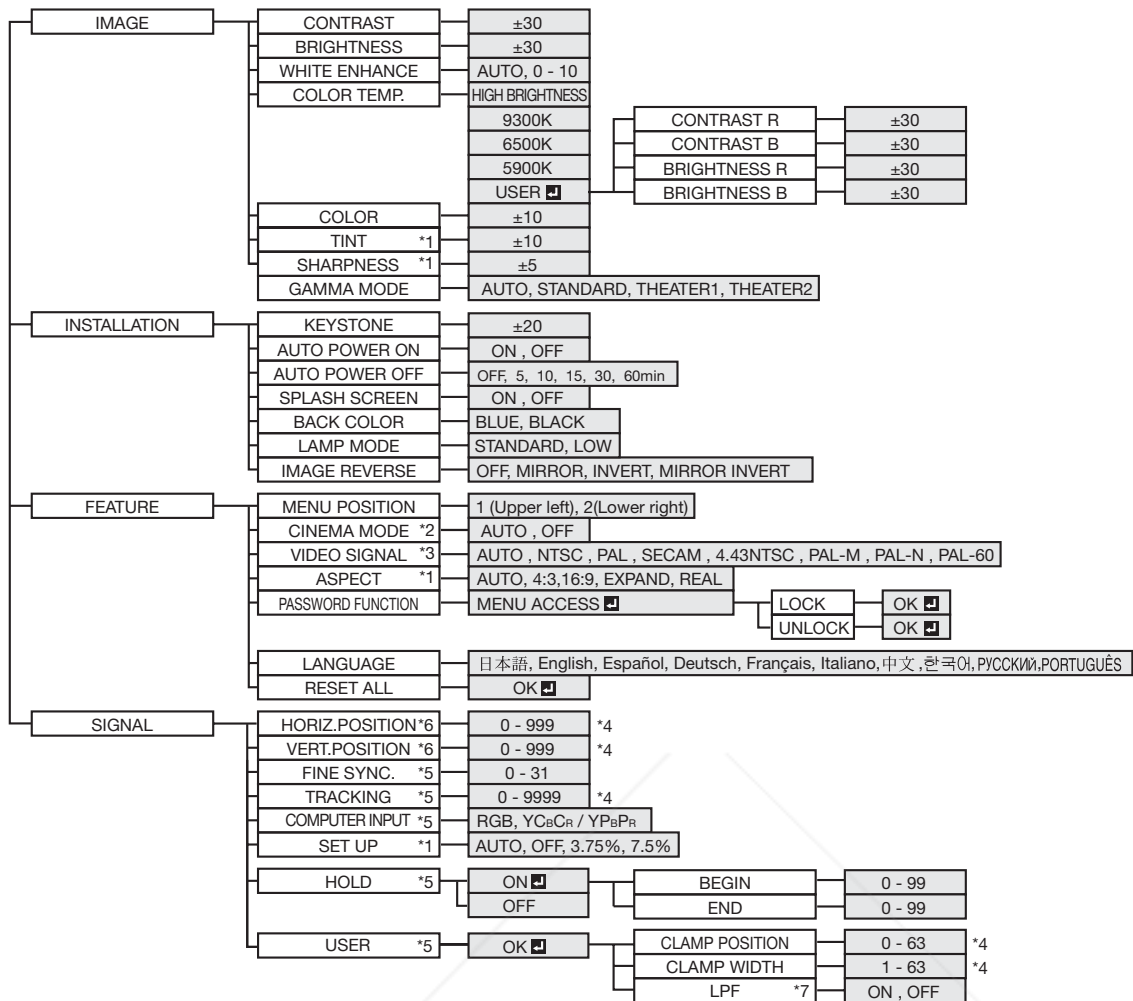 IMAGE CONTRAST ±30
BRIGHTNESS ±30
WHITE ENHANCE AUTO, 0 - 10
COLOR TEMP. HIGH BRIGHTNESS
9300K CONTRAST R ±30
6500K CONTRAST B ±30
5900K BRIGHTNESS R ±30
USER BRIGHTNESS B ±30
COLOR ±10
TINT *1 ±10
SHARPNESS *1 ±5
GAMMA MODE AUTO, STANDARD, THEATER1, THEATER2
INSTALLATION KEYSTONE ±20
AUTO POWER ON ON , OFF
AUTO POWER OFF OFF, 5, 10, 15, 30, 60min
SPLASH SCREEN ON , OFF
BACK COLOR BLUE, BLACK
LAMP MODE STANDARD, LOW
IMAGE REVERSE OFF, MIRROR, INVERT, MIRROR INVERT
FEATURE MENU POSITION 1 (Upper left), 2(Lower right)
CINEMA MODE *2 AUTO , OFF
VIDEO SIGNAL *3 AUTO , NTSC , PAL , SECAM , 4.43NTSC , PAL-M , PAL-N , PAL-60
ASPECT *1 AUTO, 4:3,16:9, EXPAND, REAL
PASSWORD FUNCTION MENU ACCESS LOCK OK
UNLOCK OK
LANGUAGE 日本語, English, Español, Deutsch, Français, Italiano,中文,한국어,РУССКИЙ,PORTUGUÊS
RESET ALL OK
SIGNAL HORIZ.POSITION*6 0 - 999 *4
VERT.POSITION *6 0 - 999 *4
FINE SYNC. *5 0 - 31
TRACKING *5 0 - 9999 *4
COMPUTER INPUT *5 RGB, YCBCR / YPBPR
SET UP *1 AUTO, OFF, 3.75%, 7.5%
HOLD *5 ON BEGIN 0 - 99
OFF END 0 - 99
USER *5 OK CLAMP POSITION 0 - 63 *4
CLAMP WIDTH 1 - 63 *4
LPF *7 ON , OFF